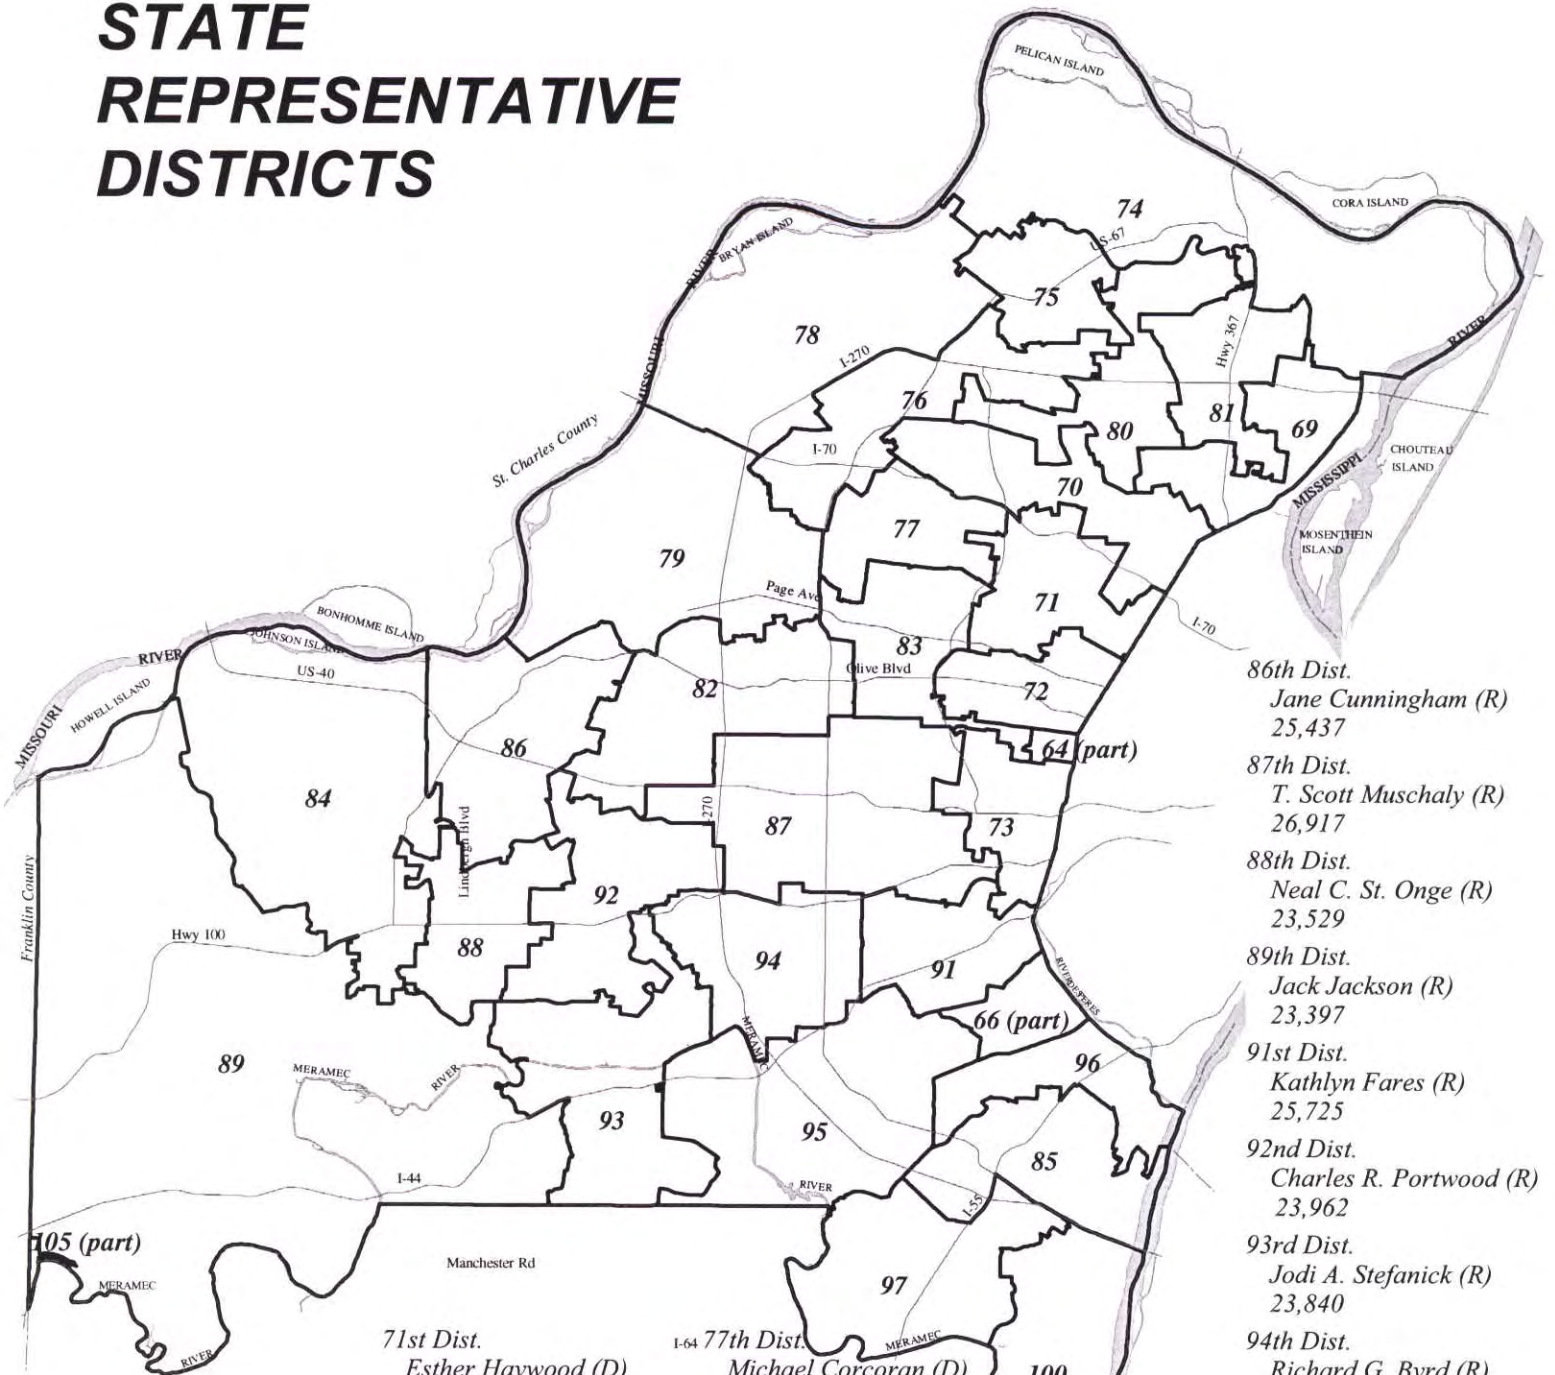 STATE
REPRESENTATIVE
DISTRICTS
PELICAN ISLAND
CORA ISLAND
74
US-67
BRYAN ISLAND
RIVER
75
78
I-270
Hwy 367
RIVER
MISSOURI
76
81
80
69
St. Charles County
I-70
CHOUTEAU
ISLAND
MISSISSIPPI
70
77
MOSENTHEIN
ISLAND
79
Page Ave
71
BONHOMME ISLAND
JOHNSON ISLAND
I-70
83
RIVER
US-40
Olive Blvd
HOWELL ISLAND
82
72
MISSOURI
86
64 (part)
84
270
87
73
Lindbergh Blvd
Franklin County
92
Hwy 100
88
94
91
RIVER DES PERES
66 (part)
MERAMEC
89
MERAMEC
RIVER
96
93
95
85
I-44
RIVER
I-55
105 (part)
MERAMEC
Manchester Rd
97
MERAMEC
RIVER
100
86th Dist.
Jane Cunningham (R)
25,437
87th Dist.
T. Scott Muschaly (R)
26,917
88th Dist.
Neal C. St. Onge (R)
23,529
89th Dist.
Jack Jackson (R)
23,397
91st Dist.
Kathlyn Fares (R)
25,725
92nd Dist.
Charles R. Portwood (R)
23,962
93rd Dist.
Jodi A. Stefanick (R)
23,840
94th Dist.
Richard G. Byrd (R)
71st Dist.
Esther Haywood (D)
I-64
77th Dist.
Michael Corcoran (D)